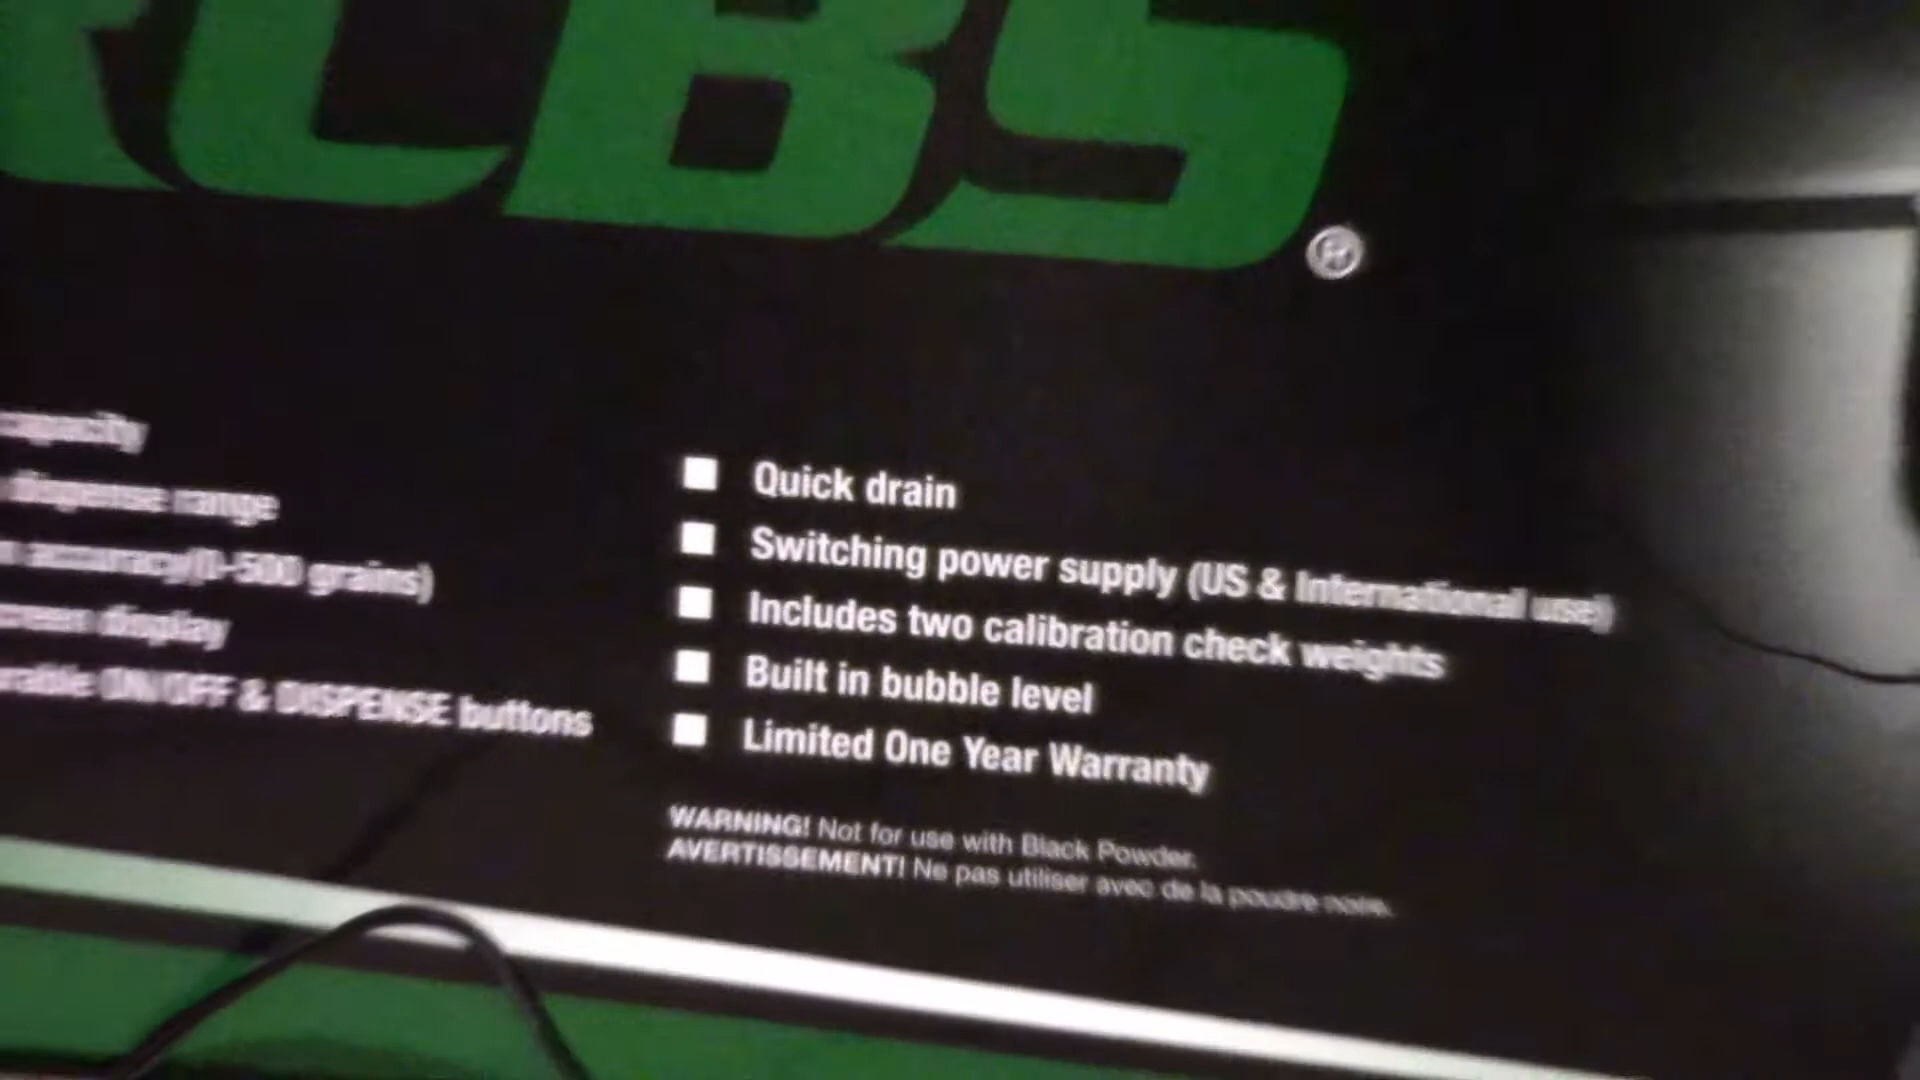 RCBS®
capacity
dispense range
accuracy(0-500 grains)
display
ON/OFF & DISPENSE buttons
Quick drain
Switching power supply (US & International use)
Includes two calibration check weights
Built in bubble level
Limited One Year Warranty
WARNING! Not for use with Black Powder.
AVERTISSEMENT! Ne pas utiliser avec de la poudre noire.